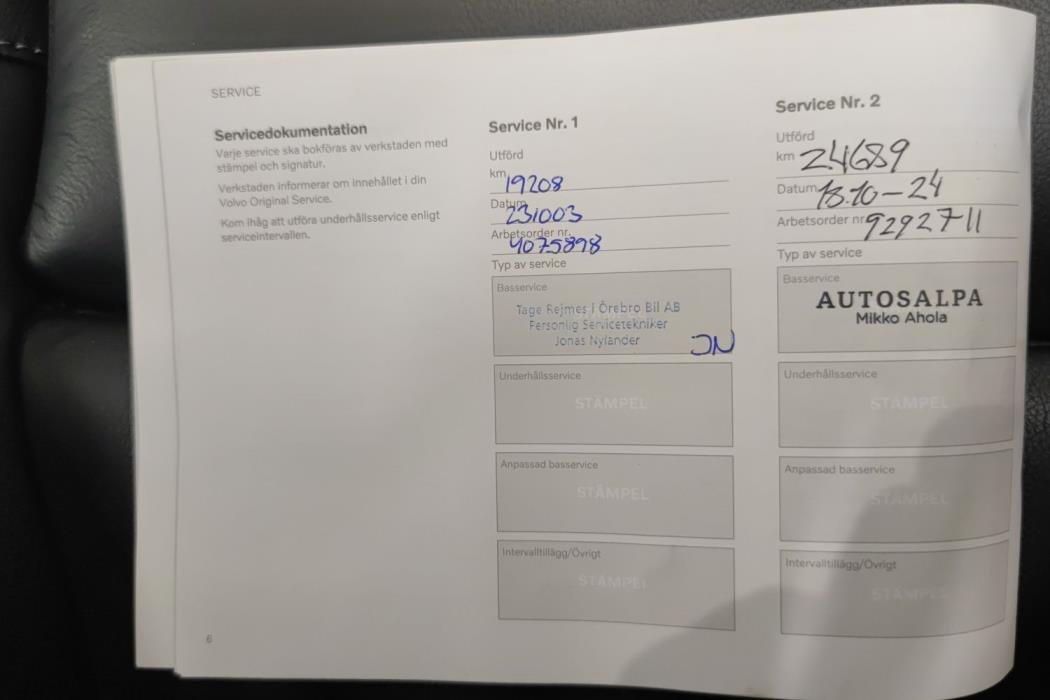 SERVICE
Servicedokumentation
Varje service ska bokföras av verkstaden med
stämpel och signatur.
Verkstaden informerar om innehållet i din
Volvo Original Service.
Kom ihåg att utföra underhållsservice enligt
serviceintervallen.
Service Nr. 1
Utförd
km 19208
Datum 231003
Arbetsorder nr. 4075898
Typ av service
Basservice
Tage Rejmes i Örebro Bil AB
Personlig Servicetekniker
Jonas Nylander
JN
Underhållsservice
STÄMPEL
Anpassad basservice
STÄMPEL
Intervalltillägg/Övrigt
STÄMPEL
Service Nr. 2
Utförd
km 24689
Datum 18.10-24
Arbetsorder nr. 9292711
Typ av service
Basservice
AUTOSALPA
Mikko Ahola
Underhållsservice
STÄMPEL
Anpassad basservice
STÄMPEL
Intervalltillägg/Övrigt
STÄMPEL
6